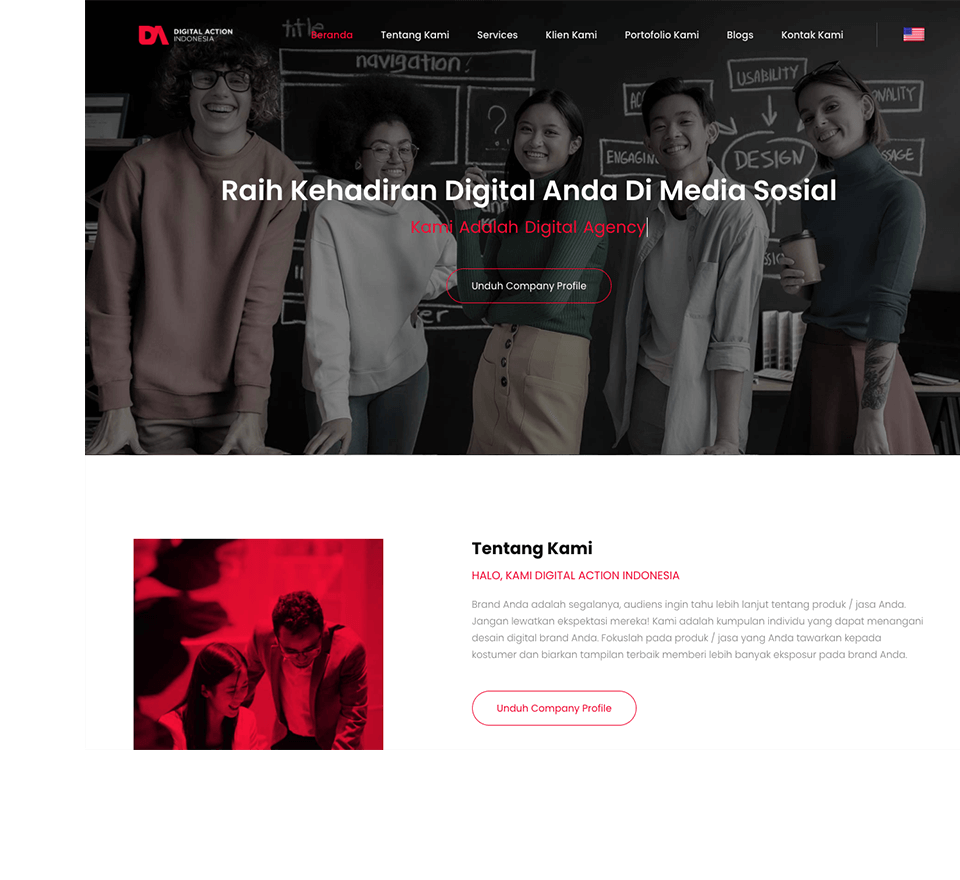 DIGITAL ACTION
INDONESIA
Beranda
Tentang Kami
Services
Klien Kami
Portofolio Kami
Blogs
Kontak Kami
title
navigation!
USABILITY
DESIGN
Raih Kehadiran Digital Anda Di Media Sosial
Kami Adalah Digital Agency
Unduh Company Profile
Tentang Kami
HALO, KAMI DIGITAL ACTION INDONESIA
Brand Anda adalah segalanya, audiens ingin tahu lebih lanjut tentang produk / jasa Anda.
Jangan lewatkan ekspektasi mereka! Kami adalah kumpulan individu yang dapat menangani
desain digital brand Anda. Fokuslah pada produk / jasa yang Anda tawarkan kepada
kostumer dan biarkan tampilan terbaik memberi lebih banyak eksposur pada brand Anda.
Unduh Company Profile